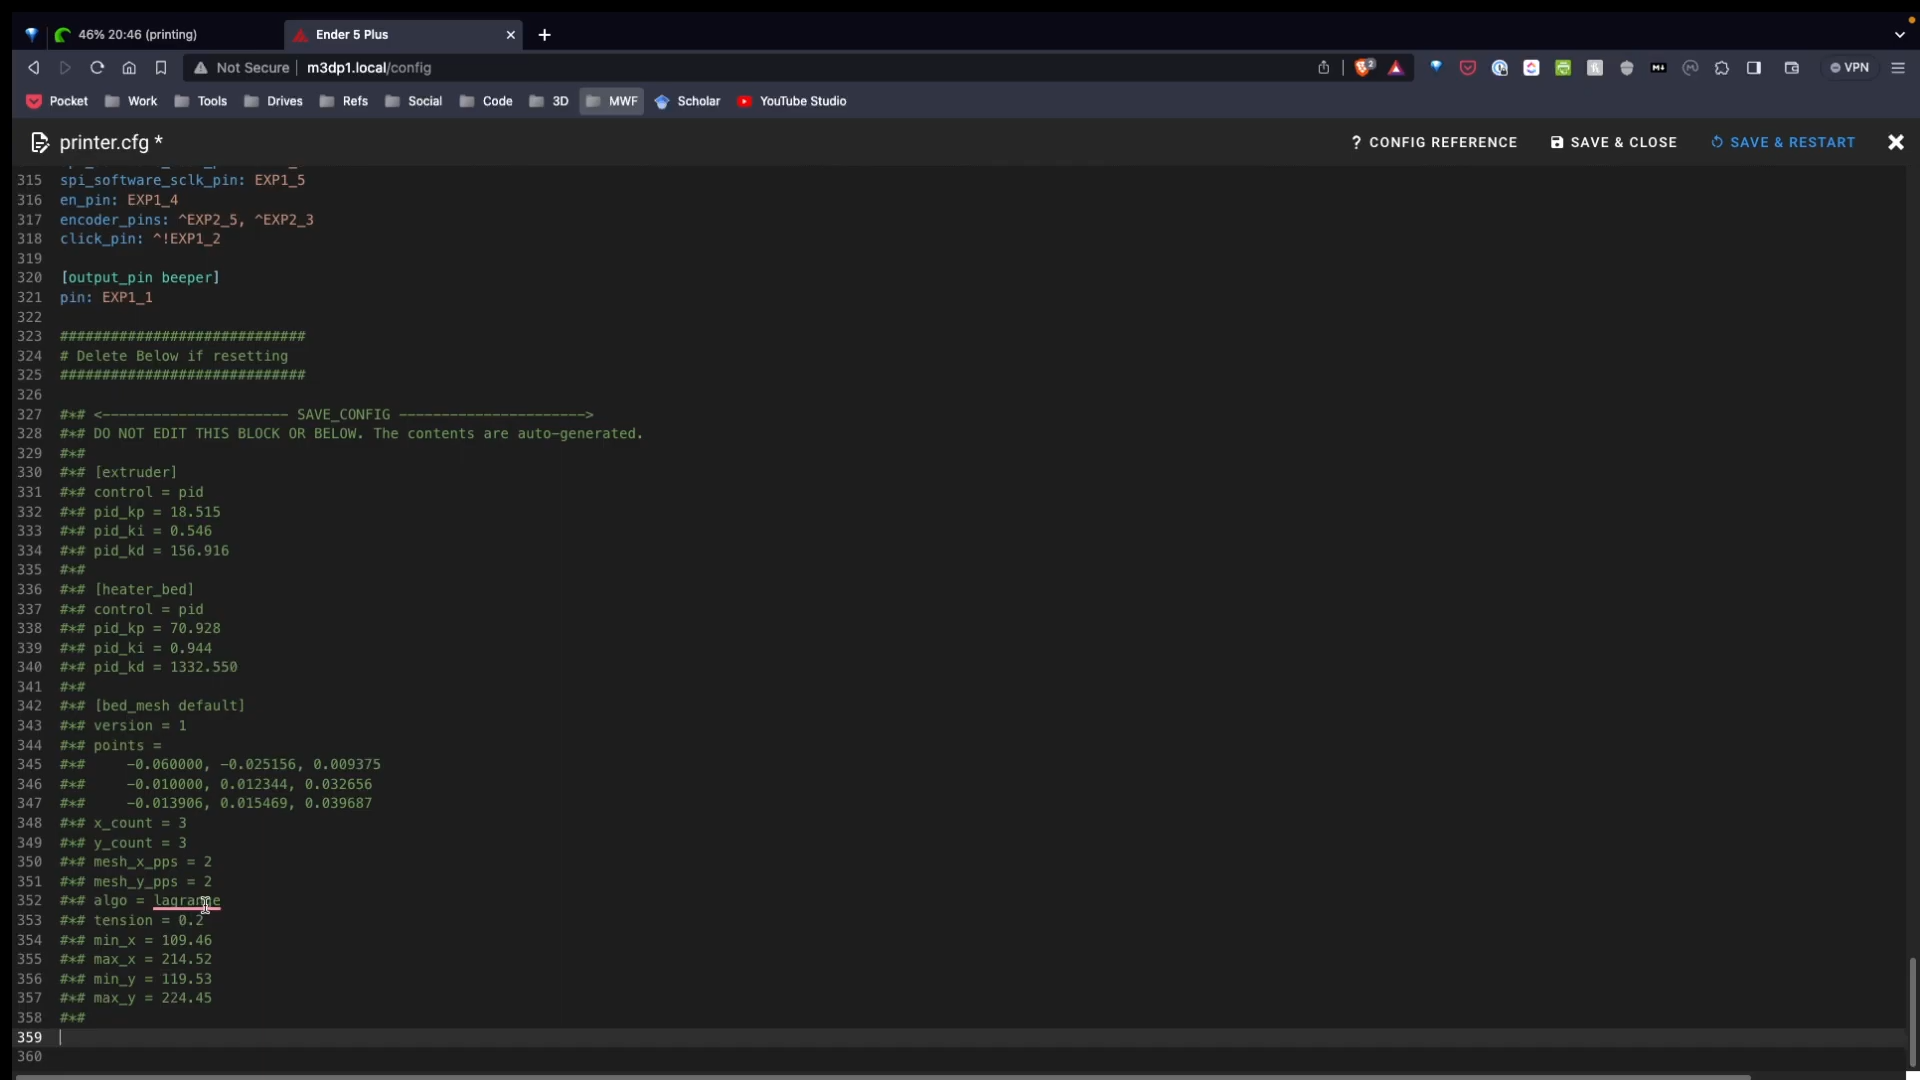 46% 20:46 (printing)
Ender 5 Plus
Not Secure
m3dp1.local/config
2
M↓
VPN
Pocket
Work
Tools
Drives
Refs
Social
Code
3D
MWF
Scholar
YouTube Studio
printer.cfg *
? CONFIG REFERENCE
SAVE & CLOSE
SAVE & RESTART
315 spi_software_sclk_pin: EXP1_5
316 en_pin: EXP1_4
317 encoder_pins: ^EXP2_5, ^EXP2_3
318 click_pin: ^!EXP1_2
319
320 [output_pin beeper]
321 pin: EXP1_1
322
323 #############################
324 # Delete Below if resetting
325 #############################
326
327 #*# <---------------------- SAVE_CONFIG ---------------------->
328 #*# DO NOT EDIT THIS BLOCK OR BELOW. The contents are auto-generated.
329 #*#
330 #*# [extruder]
331 #*# control = pid
332 #*# pid_kp = 18.515
333 #*# pid_ki = 0.546
334 #*# pid_kd = 156.916
335 #*#
336 #*# [heater_bed]
337 #*# control = pid
338 #*# pid_kp = 70.928
339 #*# pid_ki = 0.944
340 #*# pid_kd = 1332.550
341 #*#
342 #*# [bed_mesh default]
343 #*# version = 1
344 #*# points =
345 #*#     -0.060000, -0.025156, 0.009375
346 #*#     -0.010000, 0.012344, 0.032656
347 #*#     -0.013906, 0.015469, 0.039687
348 #*# x_count = 3
349 #*# y_count = 3
350 #*# mesh_x_pps = 2
351 #*# mesh_y_pps = 2
352 #*# algo = lagrange
353 #*# tension = 0.2
354 #*# min_x = 109.46
355 #*# max_x = 214.52
356 #*# min_y = 119.53
357 #*# max_y = 224.45
358 #*#
359
360